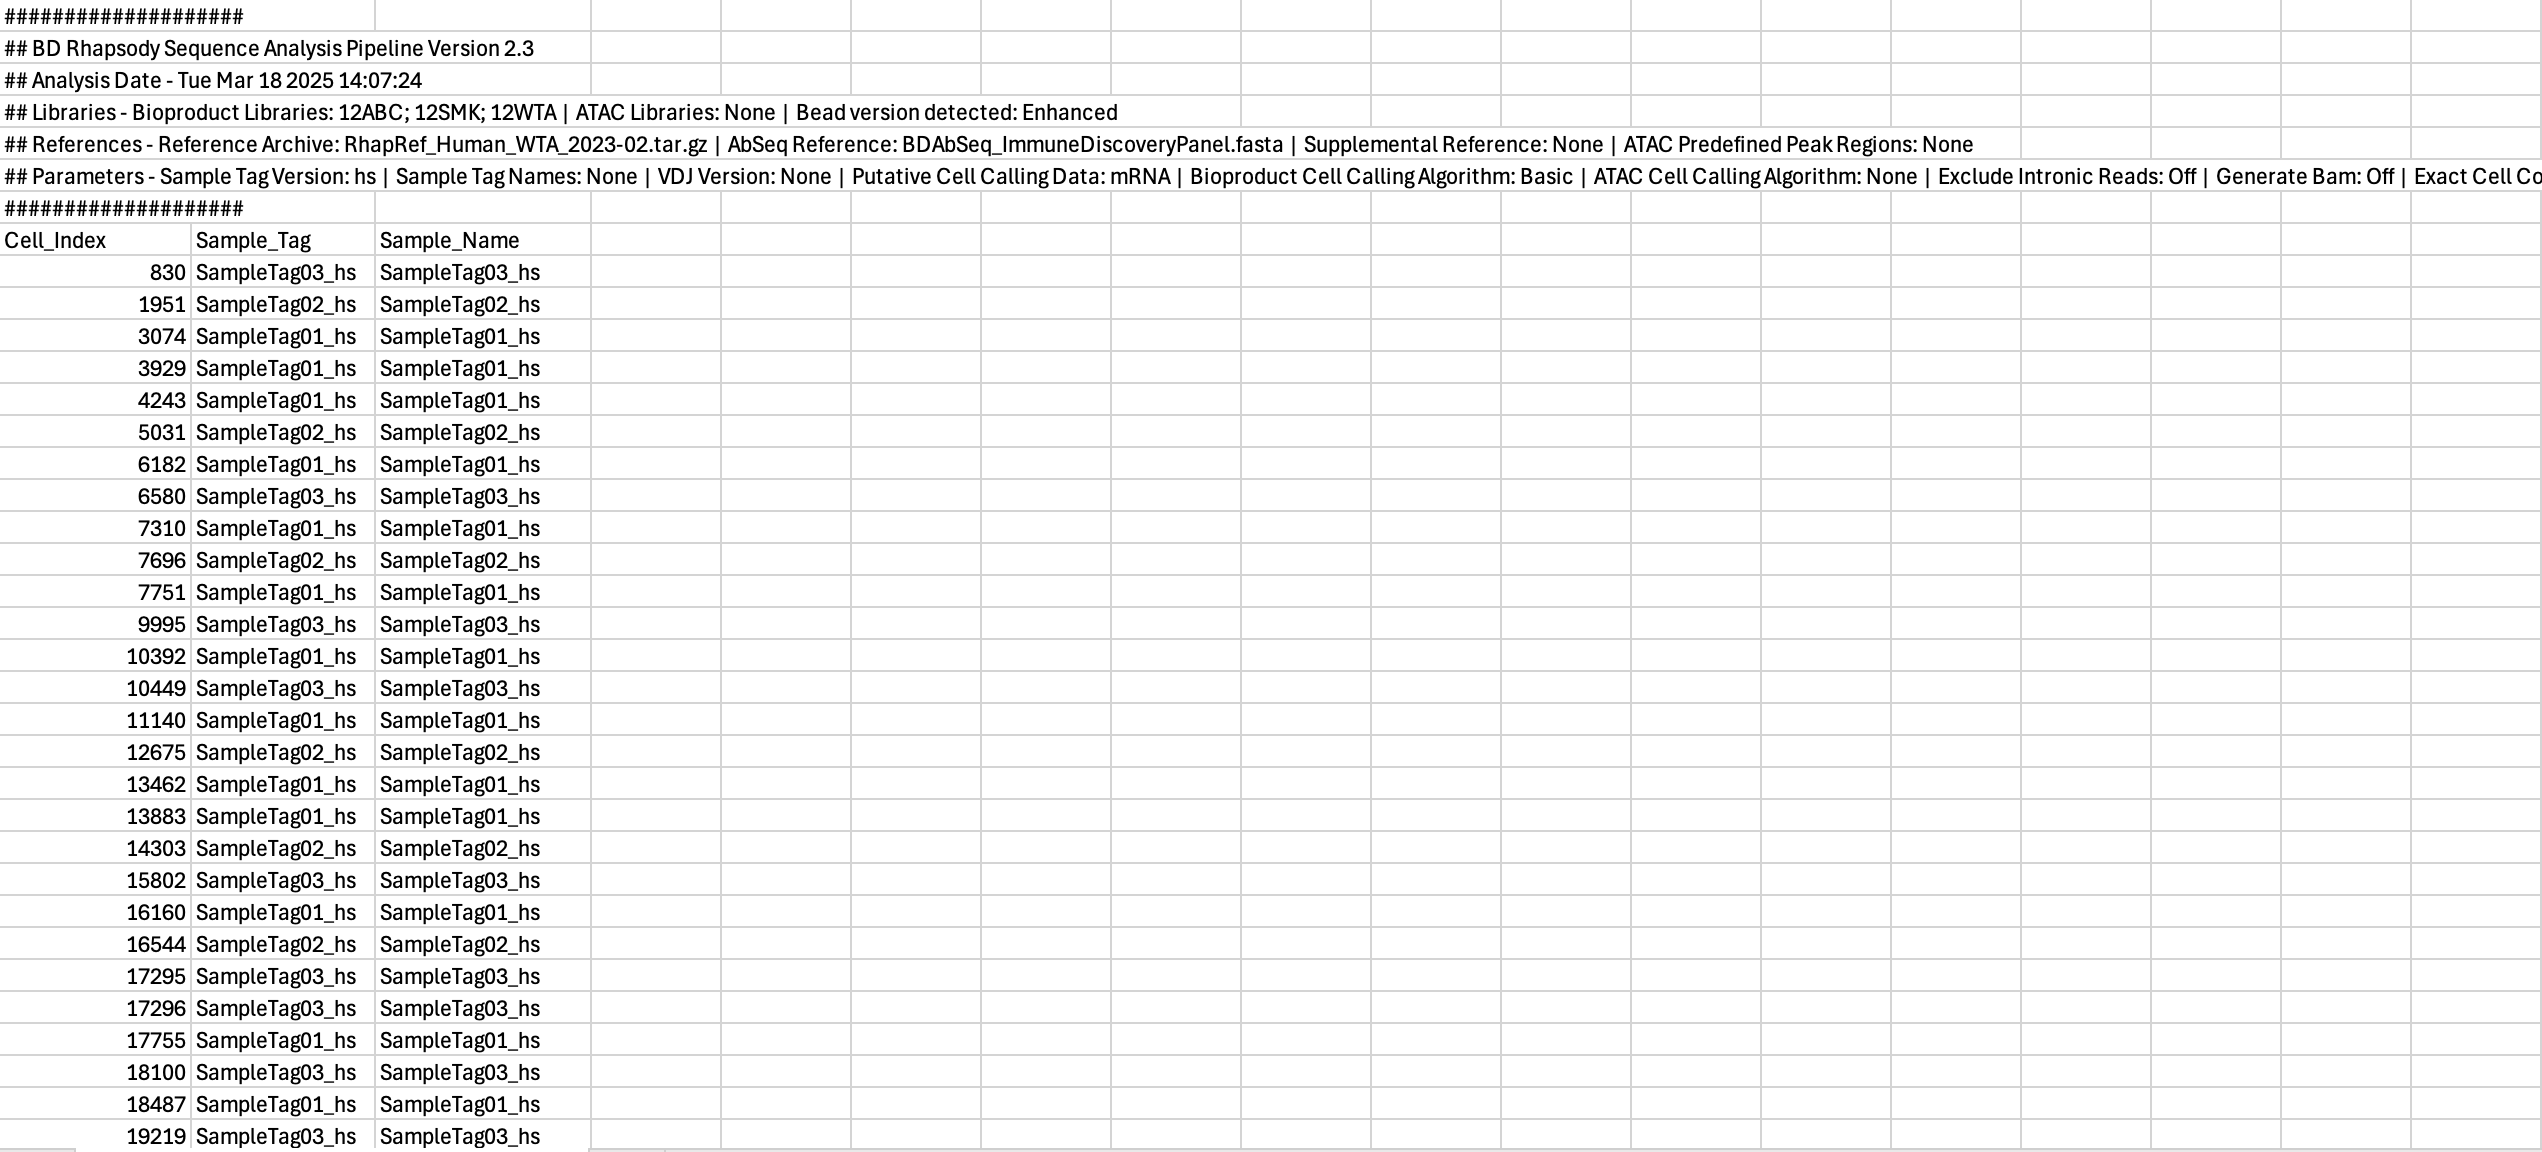 ####################
## BD Rhapsody Sequence Analysis Pipeline Version 2.3
## Analysis Date - Tue Mar 18 2025 14:07:24
## Libraries - Bioproduct Libraries: 12ABC; 12SMK; 12WTA | ATAC Libraries: None | Bead version detected: Enhanced
## References - Reference Archive: RhapRef_Human_WTA_2023-02.tar.gz | AbSeq Reference: BDAbSeq_ImmuneDiscoveryPanel.fasta | Supplemental Reference: None | ATAC Predefined Peak Regions: None
## Parameters - Sample Tag Version: hs | Sample Tag Names: None | VDJ Version: None | Putative Cell Calling Data: mRNA | Bioproduct Cell Calling Algorithm: Basic | ATAC Cell Calling Algorithm: None | Exclude Intronic Reads: Off | Generate Bam: Off | Exact Cell Co
####################
Cell_Index Sample_Tag Sample_Name
830 SampleTag03_hs SampleTag03_hs
1951 SampleTag02_hs SampleTag02_hs
3074 SampleTag01_hs SampleTag01_hs
3929 SampleTag01_hs SampleTag01_hs
4243 SampleTag01_hs SampleTag01_hs
5031 SampleTag02_hs SampleTag02_hs
6182 SampleTag01_hs SampleTag01_hs
6580 SampleTag03_hs SampleTag03_hs
7310 SampleTag01_hs SampleTag01_hs
7696 SampleTag02_hs SampleTag02_hs
7751 SampleTag01_hs SampleTag01_hs
9995 SampleTag03_hs SampleTag03_hs
10392 SampleTag01_hs SampleTag01_hs
10449 SampleTag03_hs SampleTag03_hs
11140 SampleTag01_hs SampleTag01_hs
12675 SampleTag02_hs SampleTag02_hs
13462 SampleTag01_hs SampleTag01_hs
13883 SampleTag01_hs SampleTag01_hs
14303 SampleTag02_hs SampleTag02_hs
15802 SampleTag03_hs SampleTag03_hs
16160 SampleTag01_hs SampleTag01_hs
16544 SampleTag02_hs SampleTag02_hs
17295 SampleTag03_hs SampleTag03_hs
17296 SampleTag03_hs SampleTag03_hs
17755 SampleTag01_hs SampleTag01_hs
18100 SampleTag03_hs SampleTag03_hs
18487 SampleTag01_hs SampleTag01_hs
19219 SampleTag03_hs SampleTag03_hs